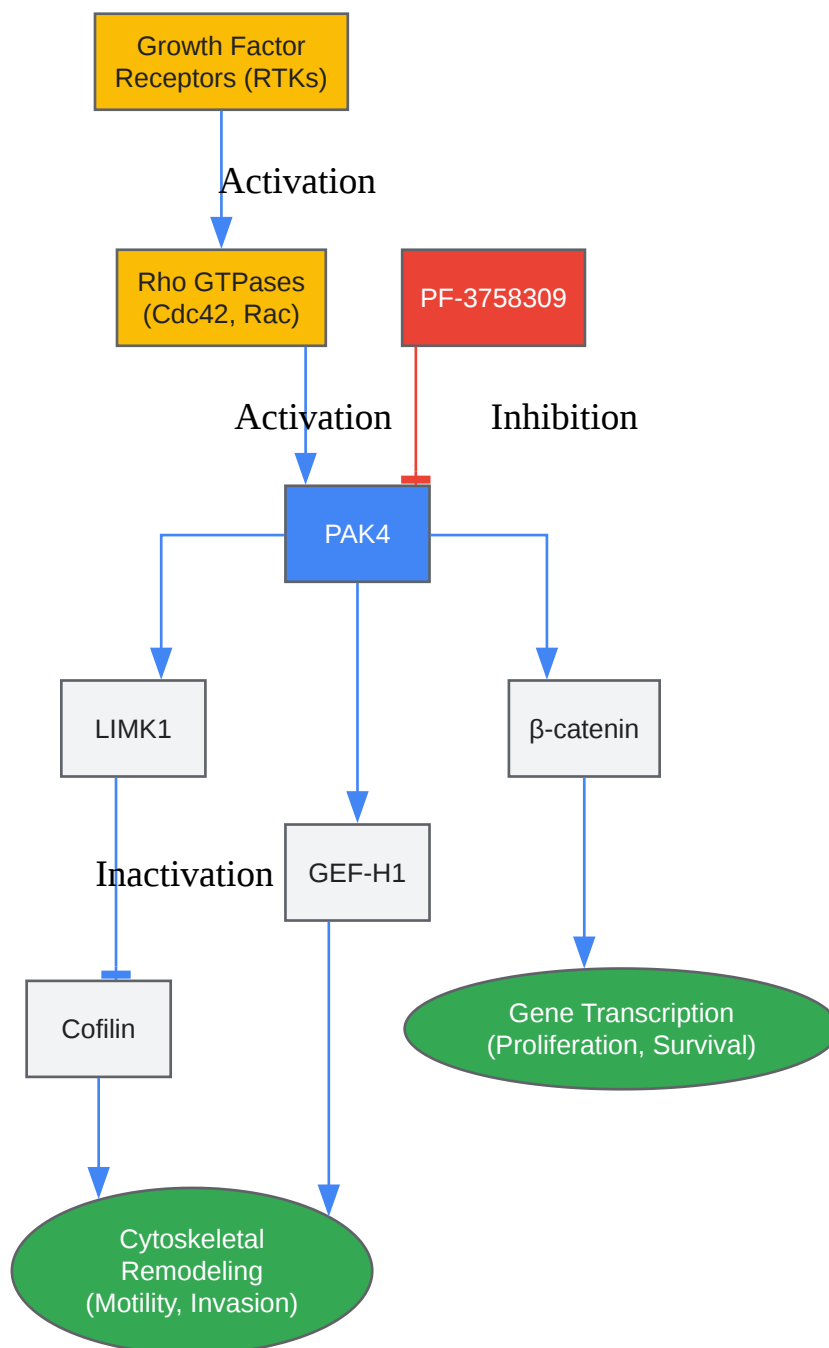 Growth Factor
Receptors (RTKs)
Activation
Rho GTPases
(Cdc42, Rac)
PF-3758309
Activation
Inhibition
PAK4
LIMK1
β-catenin
Inactivation
GEF-H1
Cofilin
Gene Transcription
(Proliferation, Survival)
Cytoskeletal
Remodeling
(Motility, Invasion)